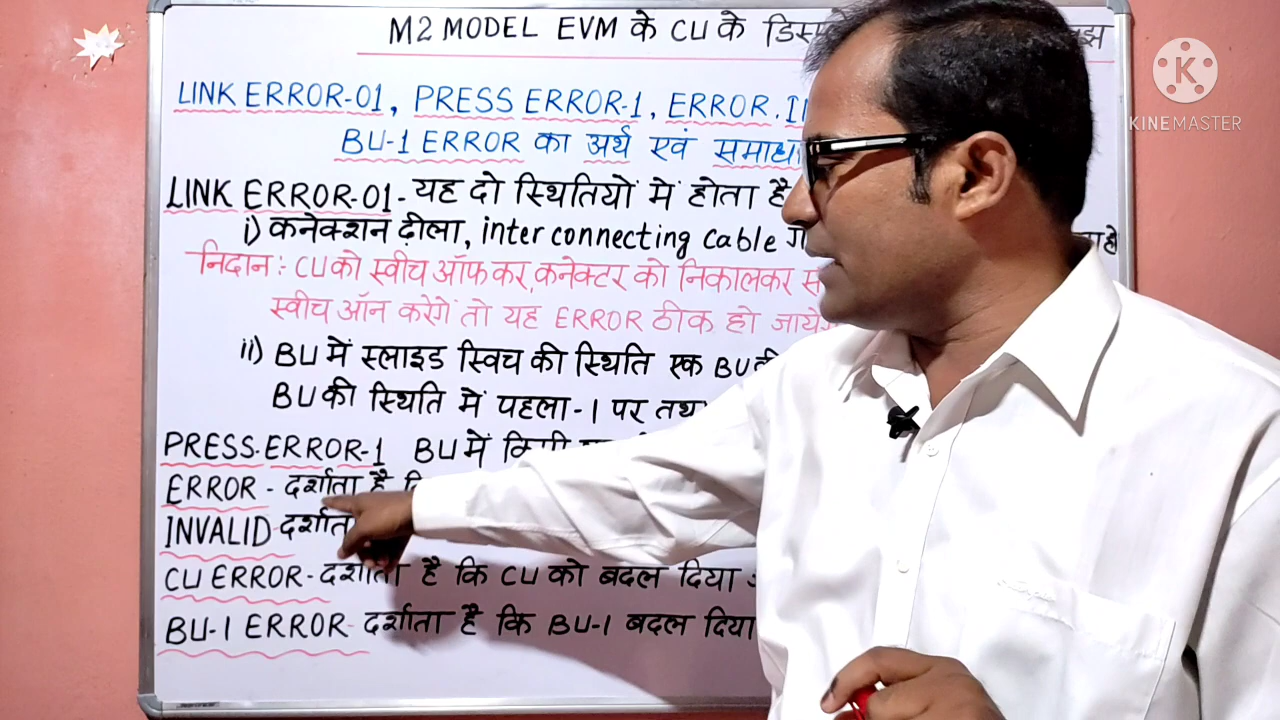 M2 MODEL EVM के CU के
LINK ERROR-01, PRESS ERROR-1, ERROR.
BU-1 ERROR का अर्थ एवं
LINK ERROR-01- यह दो स्थितियों में होता है
i) कनेक्शन ढ़ीला, inter connecting cable
निदान: CU को स्वीच ऑफ कर, कनेक्टर को निकालकर
स्वीच ऑन करेगें तो यह ERROR ठीक हो
ii) BU में स्लाइड स्विच की स्थिति एक BU की
BU की स्थिति में पहला-1 पर
PRESS-ERROR-1 BU में
ERROR - दर्शाता है
INVALID-
CU ERROR- दर्शाता है कि CU को बदल दिया
BU-1 ERROR- दर्शाता है कि BU-1 बदल दिया
K
KINEMASTER